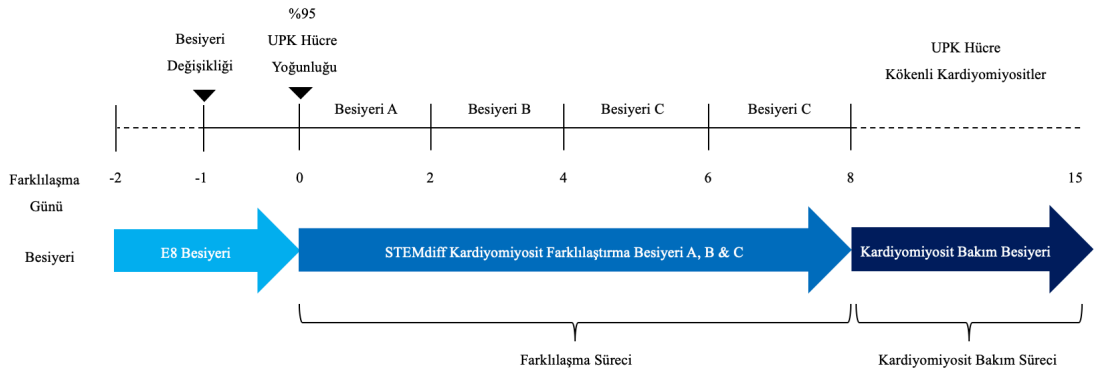 %95
Besiyeri
Değişikliği
UPK Hücre
Yoğunluğu
UPK Hücre
Kökenli Kardiyomiyositler
Besiyeri A
Besiyeri B
Besiyeri C
Besiyeri C
Farklılaşma
Günü
-2
-1
0
2
4
6
8
15
Besiyeri
E8 Besiyeri
STEMdiff Kardiyomiyosit Farklılaştırma Besiyeri A, B & C
Kardiyomiyosit Bakım Besiyeri
Farklılaşma Süreci
Kardiyomiyosit Bakım Süreci